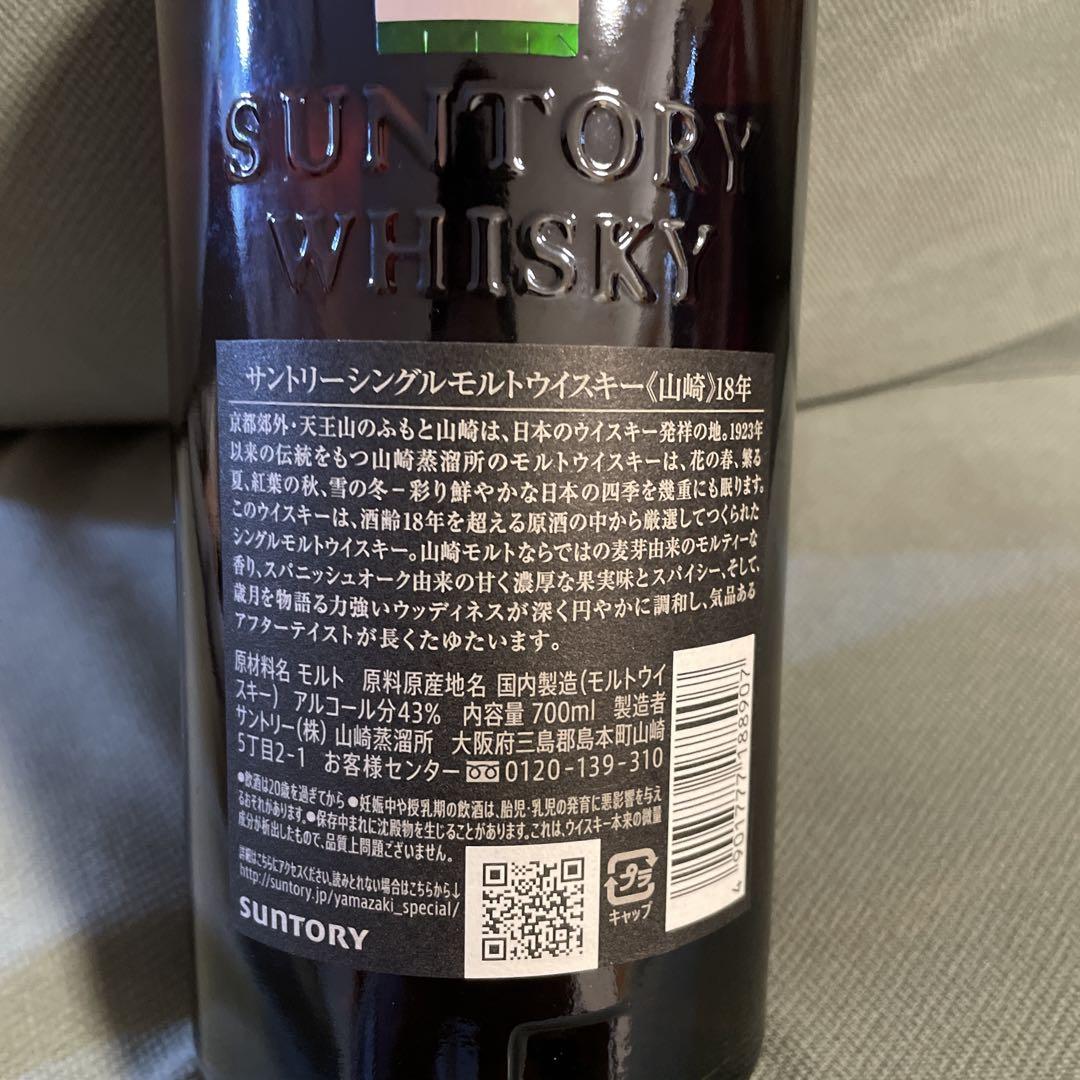 SUNTORY
WHISKY
サントリーシングルモルトウイスキー《山崎》18年
京都郊外・天王山のふもと山崎は、日本のウイスキー発祥の地。1923年
以来の伝統をもつ山崎蒸溜所のモルトウイスキーは、花の春、繁る
夏、紅葉の秋、雪の冬−彩り鮮やかな日本の四季を幾重にも眠ります。
このウイスキーは、酒齢18年を超える原酒の中から厳選してつくられた
シングルモルトウイスキー。山崎モルトならではの麦芽由来のモルティーな
香り、スパニッシュオーク由来の甘く濃厚な果実味とスパイシー、そして、
歳月を物語る力強いウッディネスが深く円やかに調和し、気品ある
アフターテイストが長くたゆたいます。
原材料名 モルト 原料原産地名 国内製造(モルトウイ
スキー) アルコール分43% 内容量 700ml 製造者
サントリー(株) 山崎蒸溜所 大阪府三島郡島本町山崎
5丁目2-1 お客様センター 0120-139-310
●飲酒は20歳を過ぎてから ●妊娠中や授乳期の飲酒は、胎児・乳児の発育に悪影響を与え
るおそれがあります。●保存中まれに沈殿物を生じることがあります。これは、ウイスキー本来の微量
成分が析出したもので、品質上問題ございません。
詳細はこちらにアクセスください。読みとれない場合はこちらから↓
http://suntory.jp/yamazaki_special/
SUNTORY
プラ
キャップ
4 901777 188907